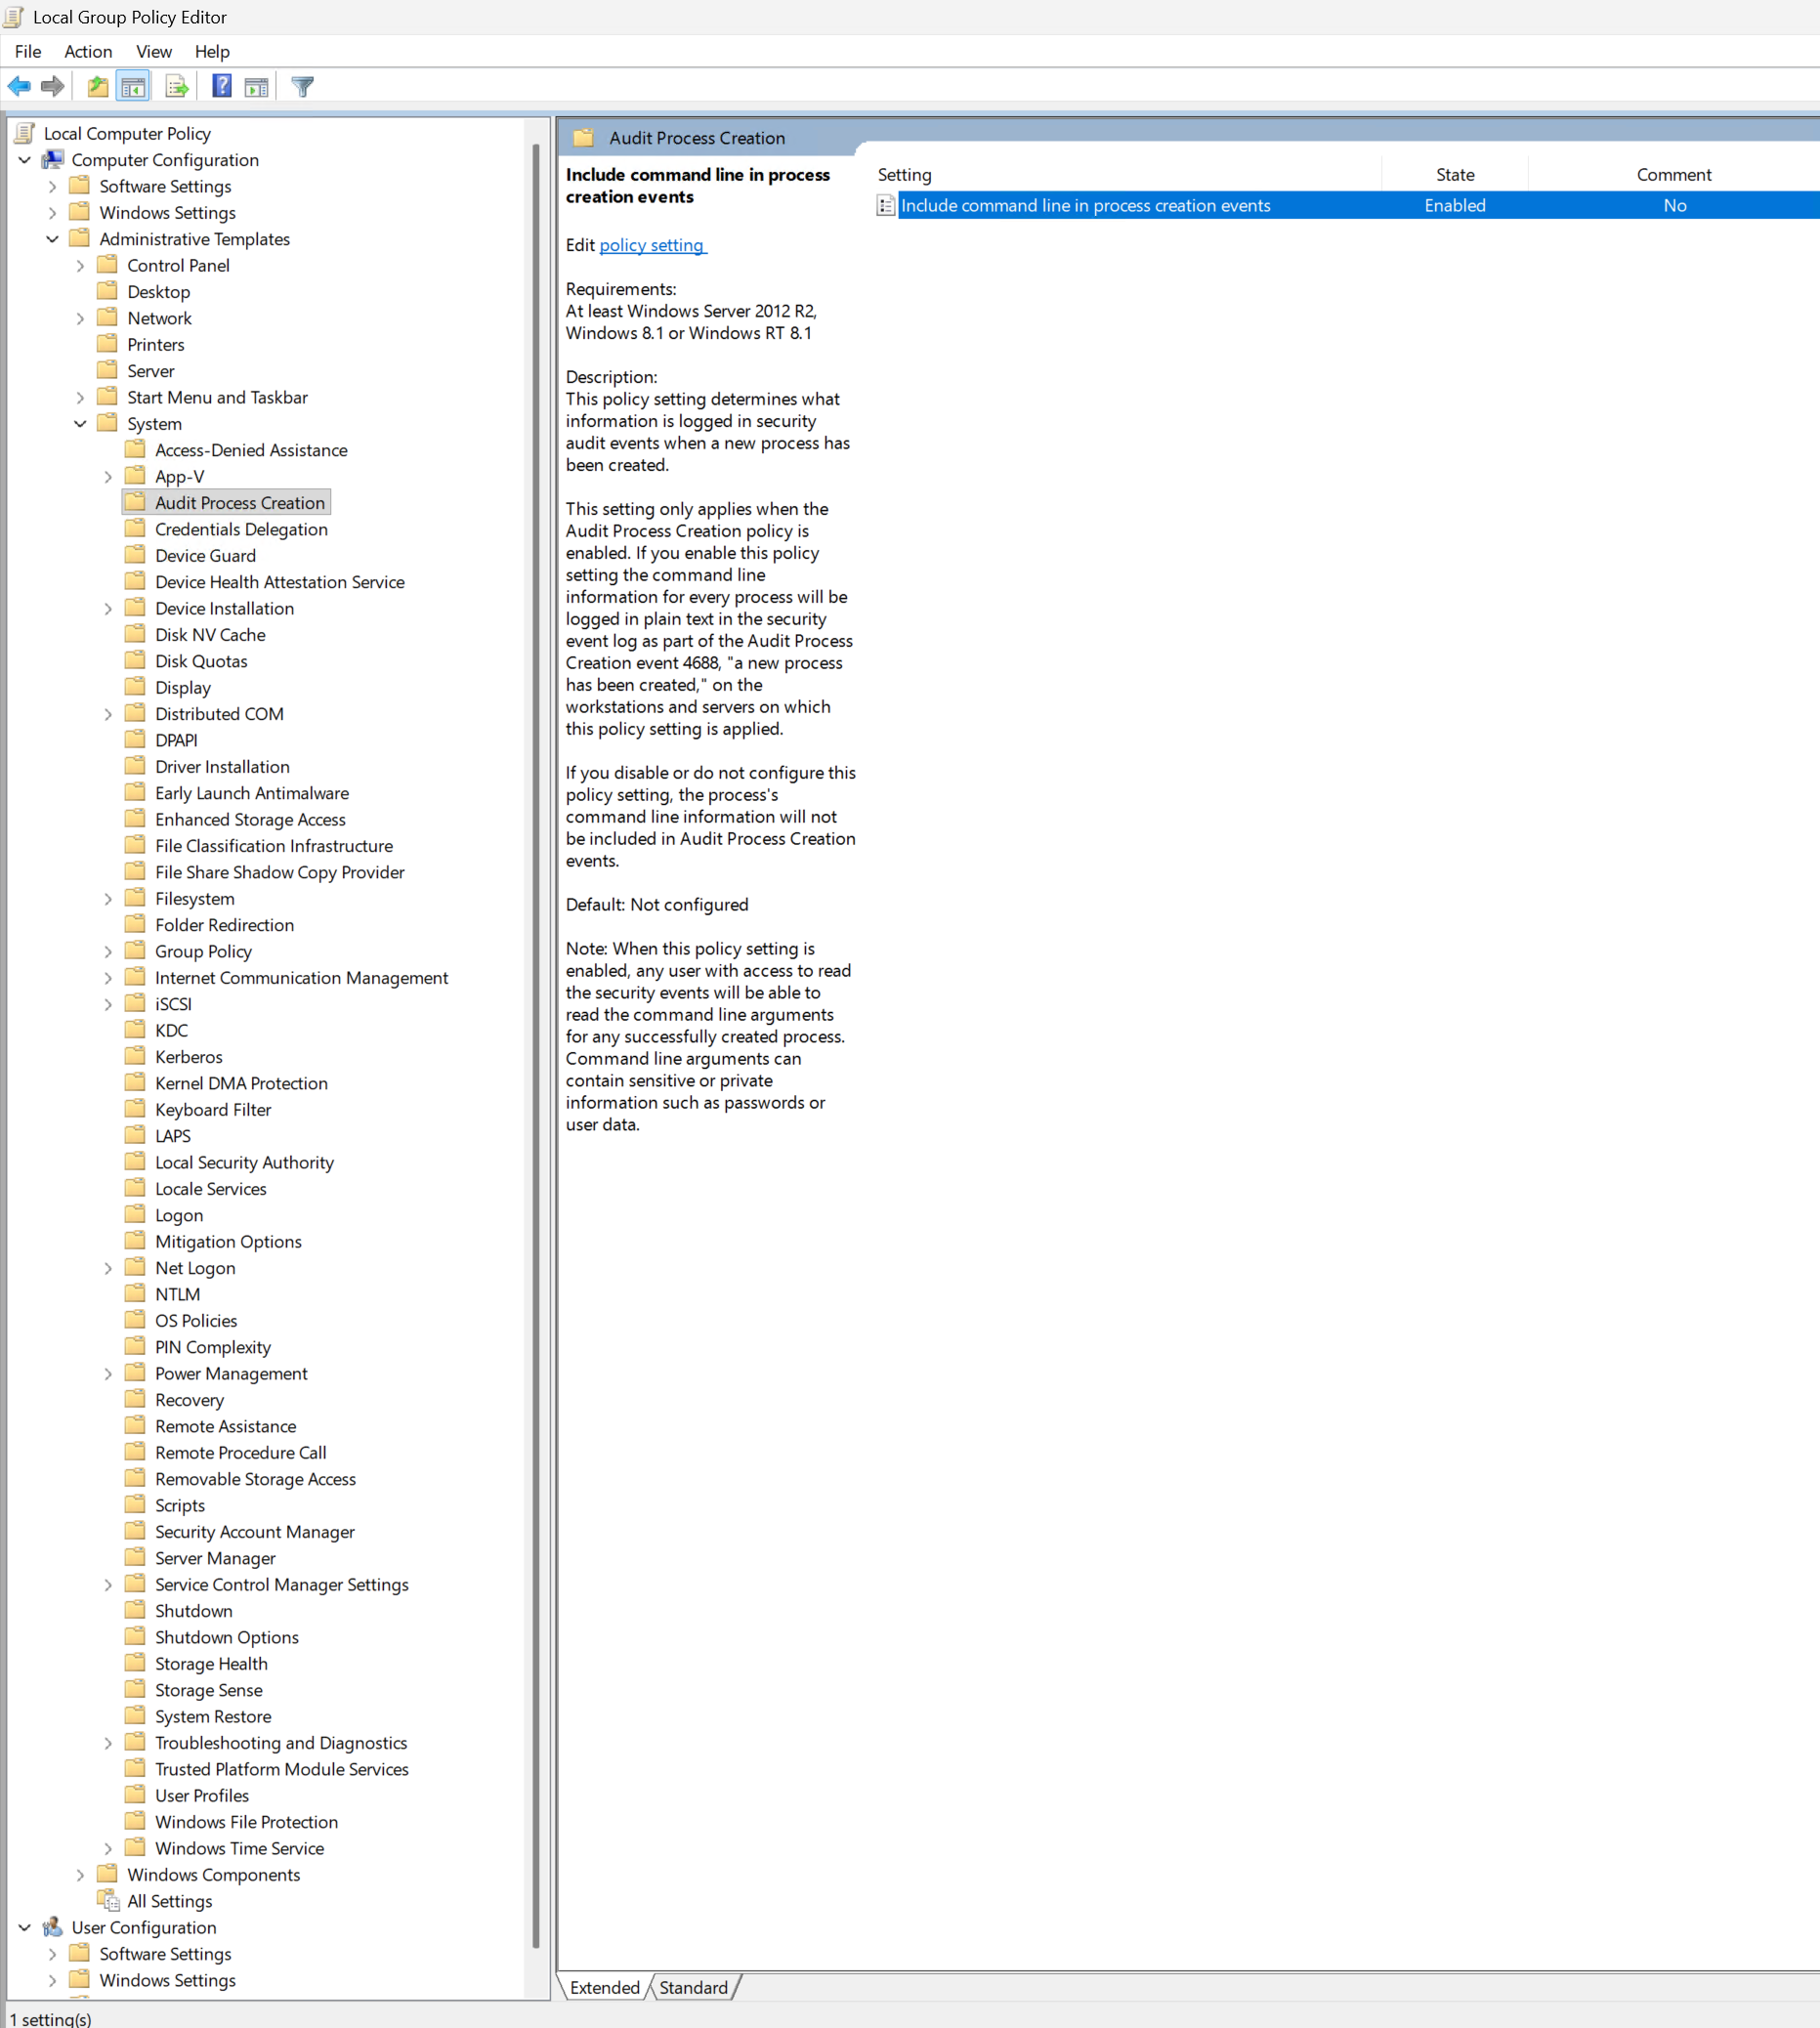 Local Group Policy Editor
File Action View Help
Local Computer Policy
Computer Configuration
Software Settings
Windows Settings
Administrative Templates
Control Panel
Desktop
Network
Printers
Server
Start Menu and Taskbar
System
Access-Denied Assistance
App-V
Audit Process Creation
Credentials Delegation
Device Guard
Device Health Attestation Service
Device Installation
Disk NV Cache
Disk Quotas
Display
Distributed COM
DPAPI
Driver Installation
Early Launch Antimalware
Enhanced Storage Access
File Classification Infrastructure
File Share Shadow Copy Provider
Filesystem
Folder Redirection
Group Policy
Internet Communication Management
iSCSI
KDC
Kerberos
Kernel DMA Protection
Keyboard Filter
LAPS
Local Security Authority
Locale Services
Logon
Mitigation Options
Net Logon
NTLM
OS Policies
PIN Complexity
Power Management
Recovery
Remote Assistance
Remote Procedure Call
Removable Storage Access
Scripts
Security Account Manager
Server Manager
Service Control Manager Settings
Shutdown
Shutdown Options
Storage Health
Storage Sense
System Restore
Troubleshooting and Diagnostics
Trusted Platform Module Services
User Profiles
Windows File Protection
Windows Time Service
Windows Components
All Settings
User Configuration
Software Settings
Windows Settings
Audit Process Creation
Include command line in process
creation events
Edit policy setting
Requirements:
At least Windows Server 2012 R2,
Windows 8.1 or Windows RT 8.1
Description:
This policy setting determines what
information is logged in security
audit events when a new process has
been created.
This setting only applies when the
Audit Process Creation policy is
enabled. If you enable this policy
setting the command line
information for every process will be
logged in plain text in the security
event log as part of the Audit Process
Creation event 4688, "a new process
has been created," on the
workstations and servers on which
this policy setting is applied.
If you disable or do not configure this
policy setting, the process's
command line information will not
be included in Audit Process Creation
events.
Default: Not configured
Note: When this policy setting is
enabled, any user with access to read
the security events will be able to
read the command line arguments
for any successfully created process.
Command line arguments can
contain sensitive or private
information such as passwords or
user data.
Setting State Comment
Include command line in process creation events Enabled No
Extended Standard
1 setting(s)